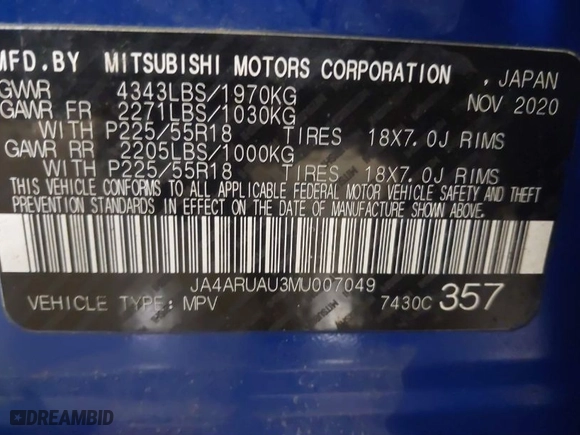 MFD. BY MITSUBISHI MOTORS CORPORATION , JAPAN
GVWR 4343LBS/1970KG NOV 2020
GAWR FR 2271LBS/1030KG
WITH P225/55R18 TIRES 18X7.0J RIMS
GAWR RR 2205LBS/1000KG
WITH P225/55R18 TIRES 18X7.0J RIMS
THIS VEHICLE CONFORMS TO ALL APPLICABLE FEDERAL MOTOR VEHICLE SAFETY AND THEFT
PREVENTION STANDARDS IN EFFECT ON THE DATE OF MANUFACTURE SHOWN ABOVE.
JA4ARUAU3MU007049
VEHICLE TYPE: MPV 7430C 357
DREAMBID